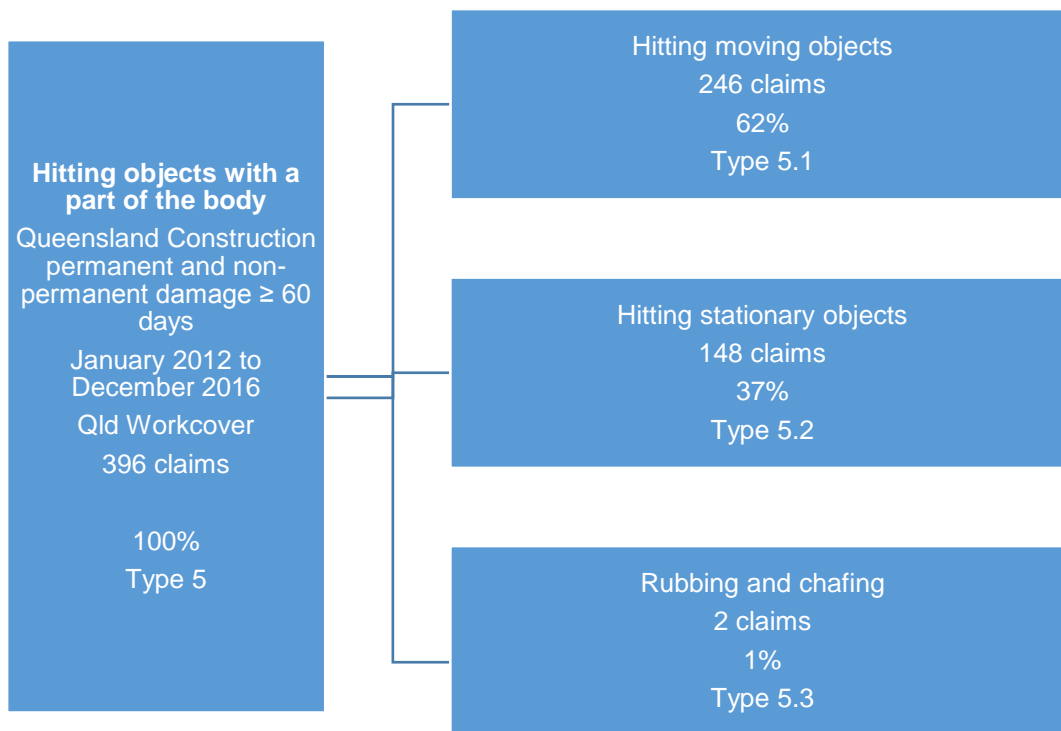 Hitting objects with a
part of the body
Queensland Construction
permanent and non-
permanent damage ≥ 60
days
January 2012 to
December 2016
Qld Workcover
396 claims
100%
Type 5
Hitting moving objects
246 claims
62%
Type 5.1
Hitting stationary objects
148 claims
37%
Type 5.2
Rubbing and chafing
2 claims
1%
Type 5.3